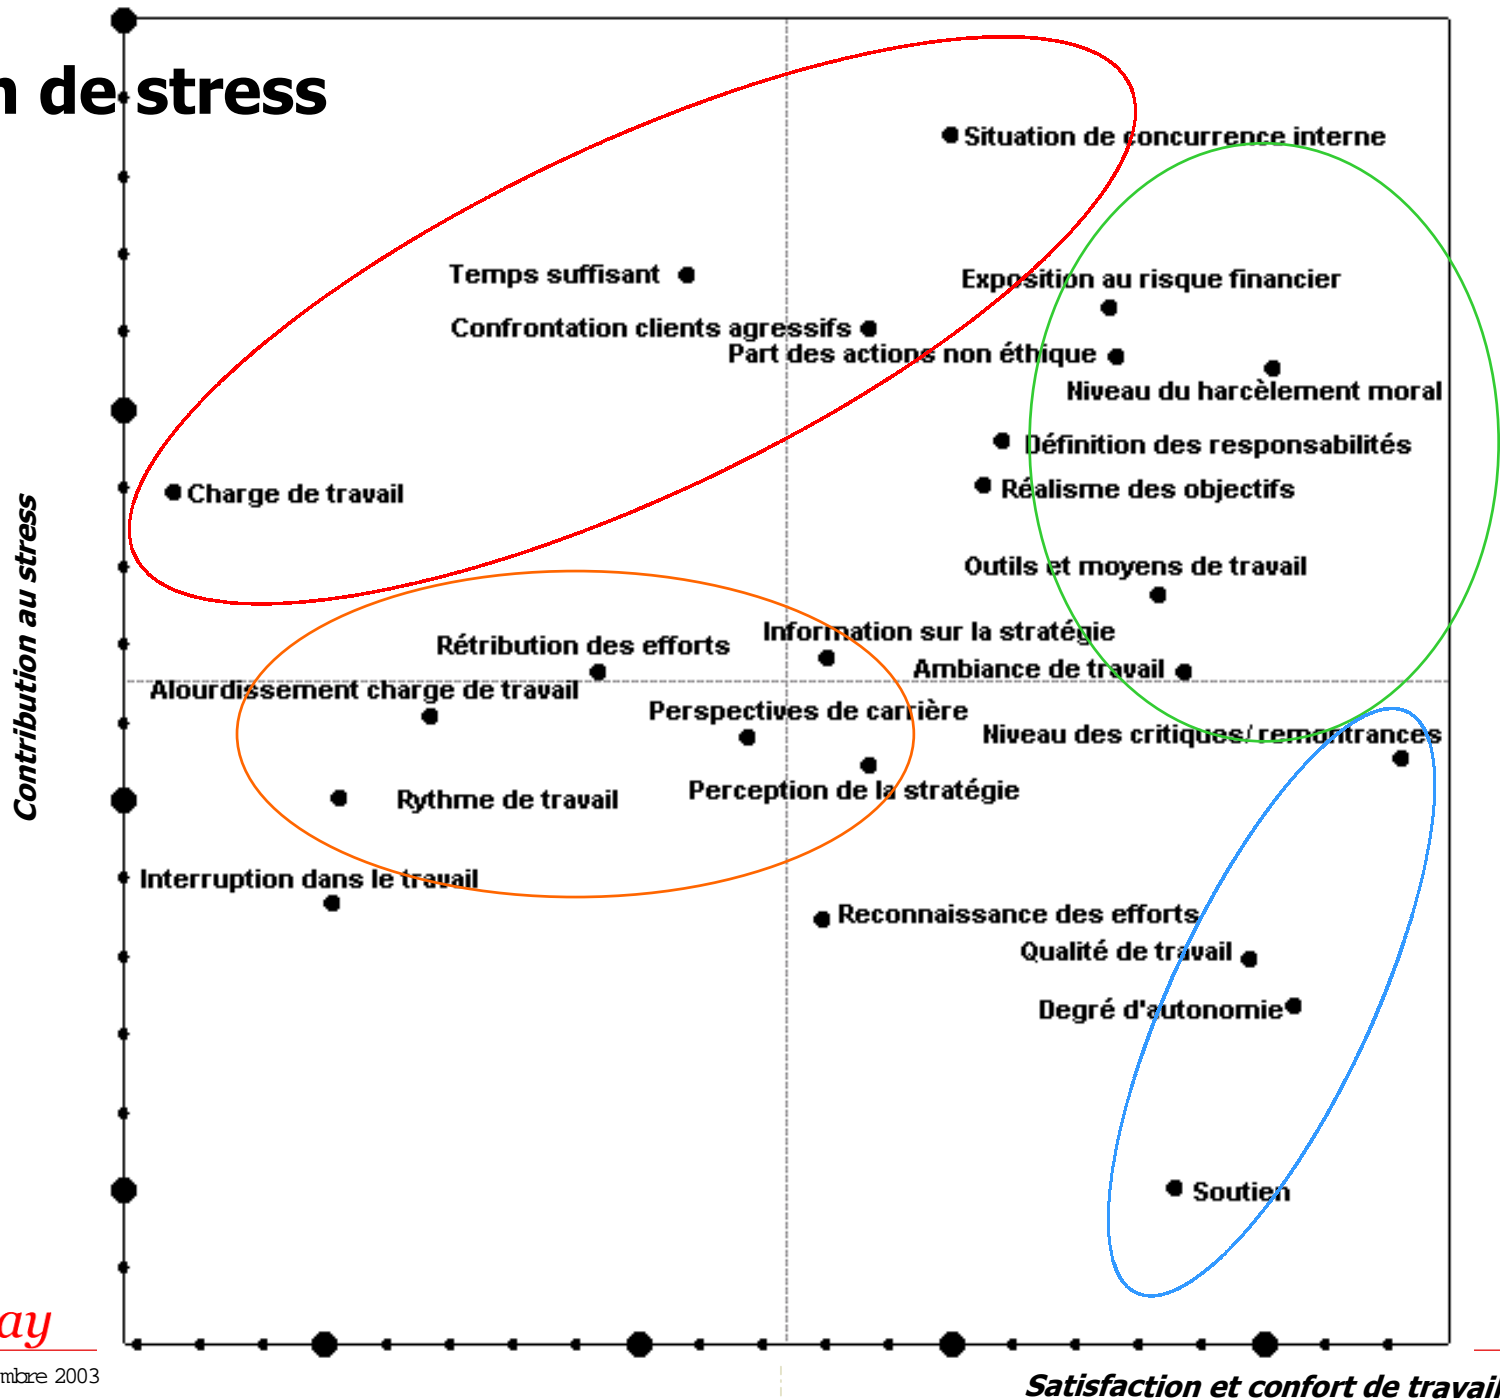 n de stress
Situation de concurrence interne
Temps suffisant
Exposition au risque financier
Confrontation clients agressifs
Part des actions non éthique
Niveau du harcèlement moral
Définition des responsabilités
Charge de travail
Réalisme des objectifs
Outils et moyens de travail
Information sur la stratégie
Rétribution des efforts
Ambiance de travail
Alourdissement charge de travail
Perspectives de carrière
Niveau des critiques/ remontrances
Perception de la stratégie
Rythme de travail
Interruption dans le travail
Reconnaissance des efforts
Qualité de travail
Degré d'autonomie
Soutien
Contribution au stress
ay
mbre 2003
Satisfaction et confort de travail